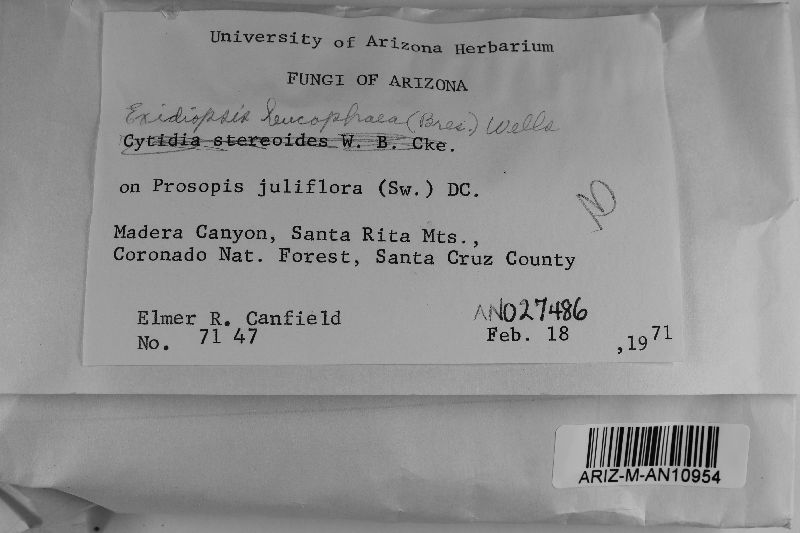 University of Arizona Herbarium
FUNGI OF ARIZONA
Exidiopsis leucophaea (Bres.) Wells
Cytidia stereoides W. B. Cke.
on Prosopis juliflora (Sw.) DC.
Madera Canyon, Santa Rita Mts.,
Coronado Nat. Forest, Santa Cruz County
Elmer R. Canfield
No. 71 47
AN027486
Feb. 18 ,1971
ARIZ-M-AN10954